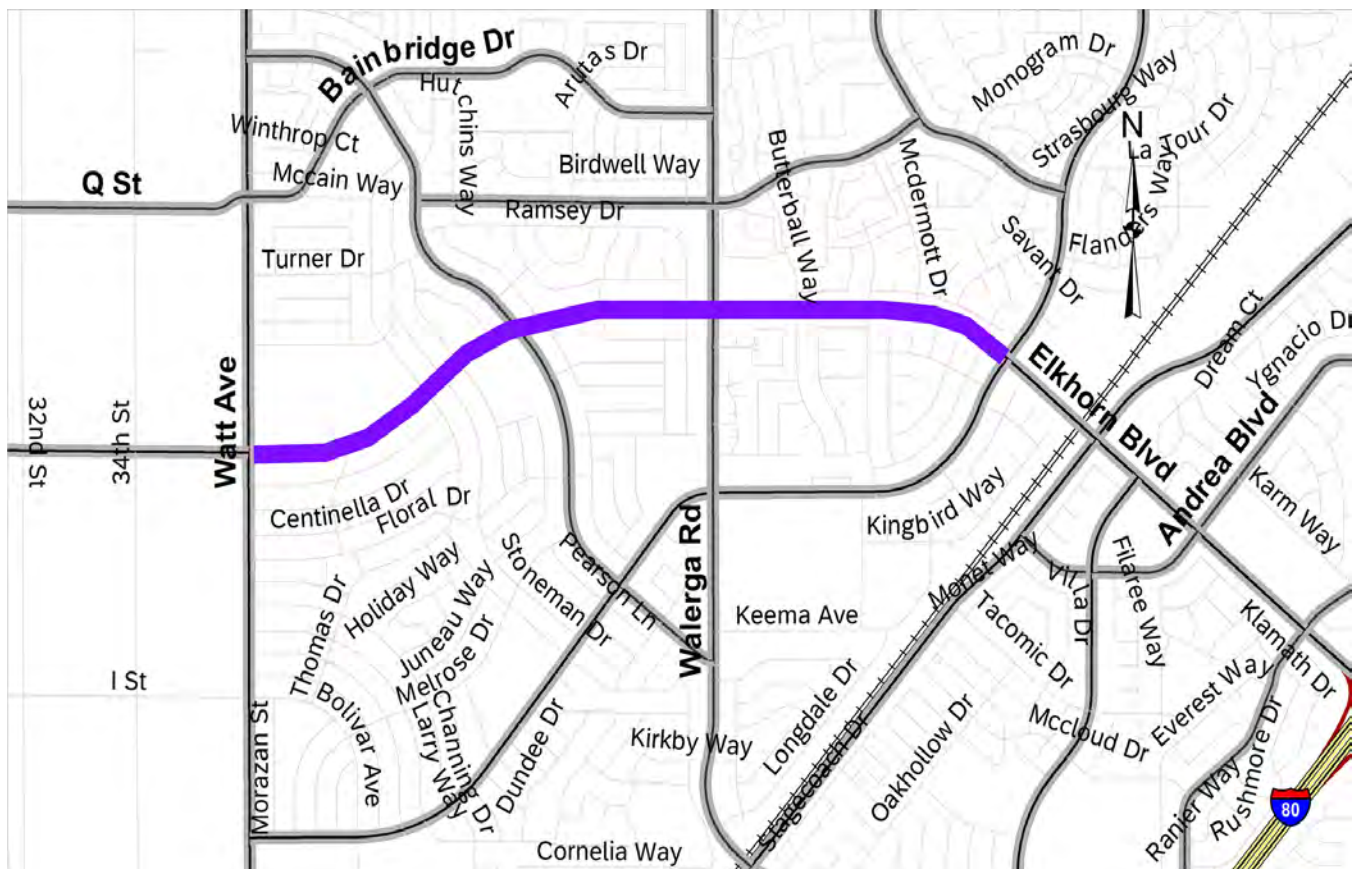 Bainbridge Dr
Hutchins Way
Arutas Dr
Monogram Dr
Strasbourg Way
N
La Tour Dr
Winthrop Ct
Birdwell Way
Butterball Way
Mcdermott Dr
Q St
Mccain Way
Ramsey Dr
Savant Dr
Flanders Way
Turner Dr
Dream Ct
Ygnacio Dr
Elkhorn Blvd
Andrea Blvd
32nd St
34th St
Watt Ave
Centinella Dr
Floral Dr
Kingbird Way
Karm Way
Walerga Rd
Stoneman Dr
Pearson Ln
Monet Way
Villa Dr
Filaree Way
Thomas Dr
Holiday Way
Juneau Way
Melrose Dr
Keema Ave
Tacomic Dr
Klamath Dr
I St
Bolivar Ave
Larry Way
Channing Dr
Morazan St
Dundee Dr
Kirkby Way
Longdale Dr
Stagecoach Dr
Oakhollow Dr
Mccloud Dr
Everest Way
Rushmore Dr
Ranier Way
80
Cornelia Way